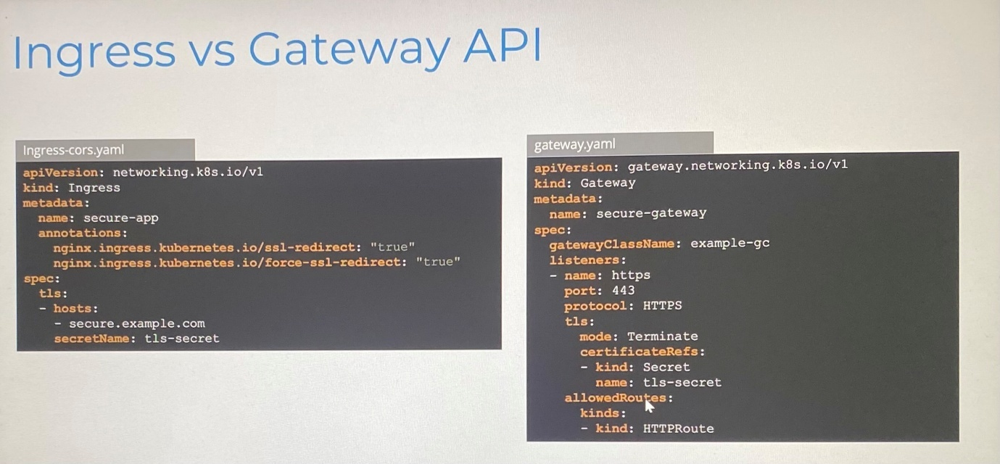 Ingress vs Gateway API
Ingress-cors.yaml
apiVersion: networking.k8s.io/v1
kind: Ingress
metadata:
  name: secure-app
  annotations:
    nginx.ingress.kubernetes.io/ssl-redirect: "true"
    nginx.ingress.kubernetes.io/force-ssl-redirect: "true"
spec:
  tls:
  - hosts:
    - secure.example.com
    secretName: tls-secret
gateway.yaml
apiVersion: gateway.networking.k8s.io/v1
kind: Gateway
metadata:
  name: secure-gateway
spec:
  gatewayClassName: example-gc
  listeners:
  - name: https
    port: 443
    protocol: HTTPS
    tls:
      mode: Terminate
      certificateRefs:
      - kind: Secret
        name: tls-secret
    allowedRoutes:
      kinds:
      - kind: HTTPRoute